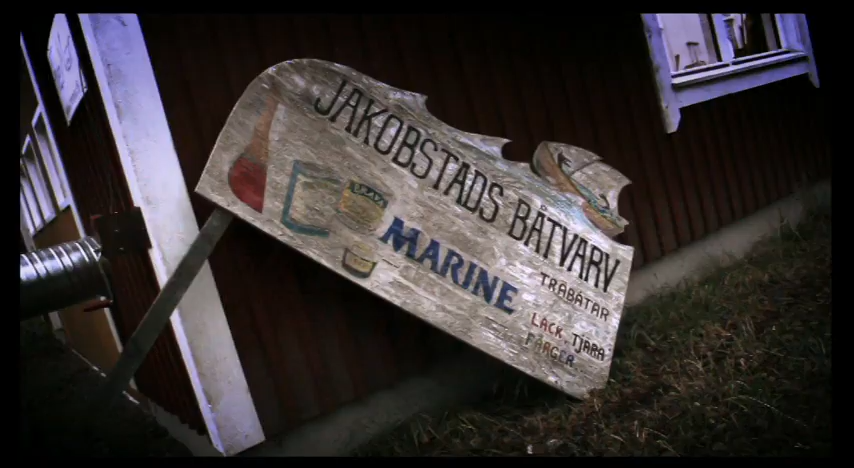 JAKOBSTADS BÅTVARV
MARINE
TRÄBÅTAR
LACK, TJÄRA
FÄRGER